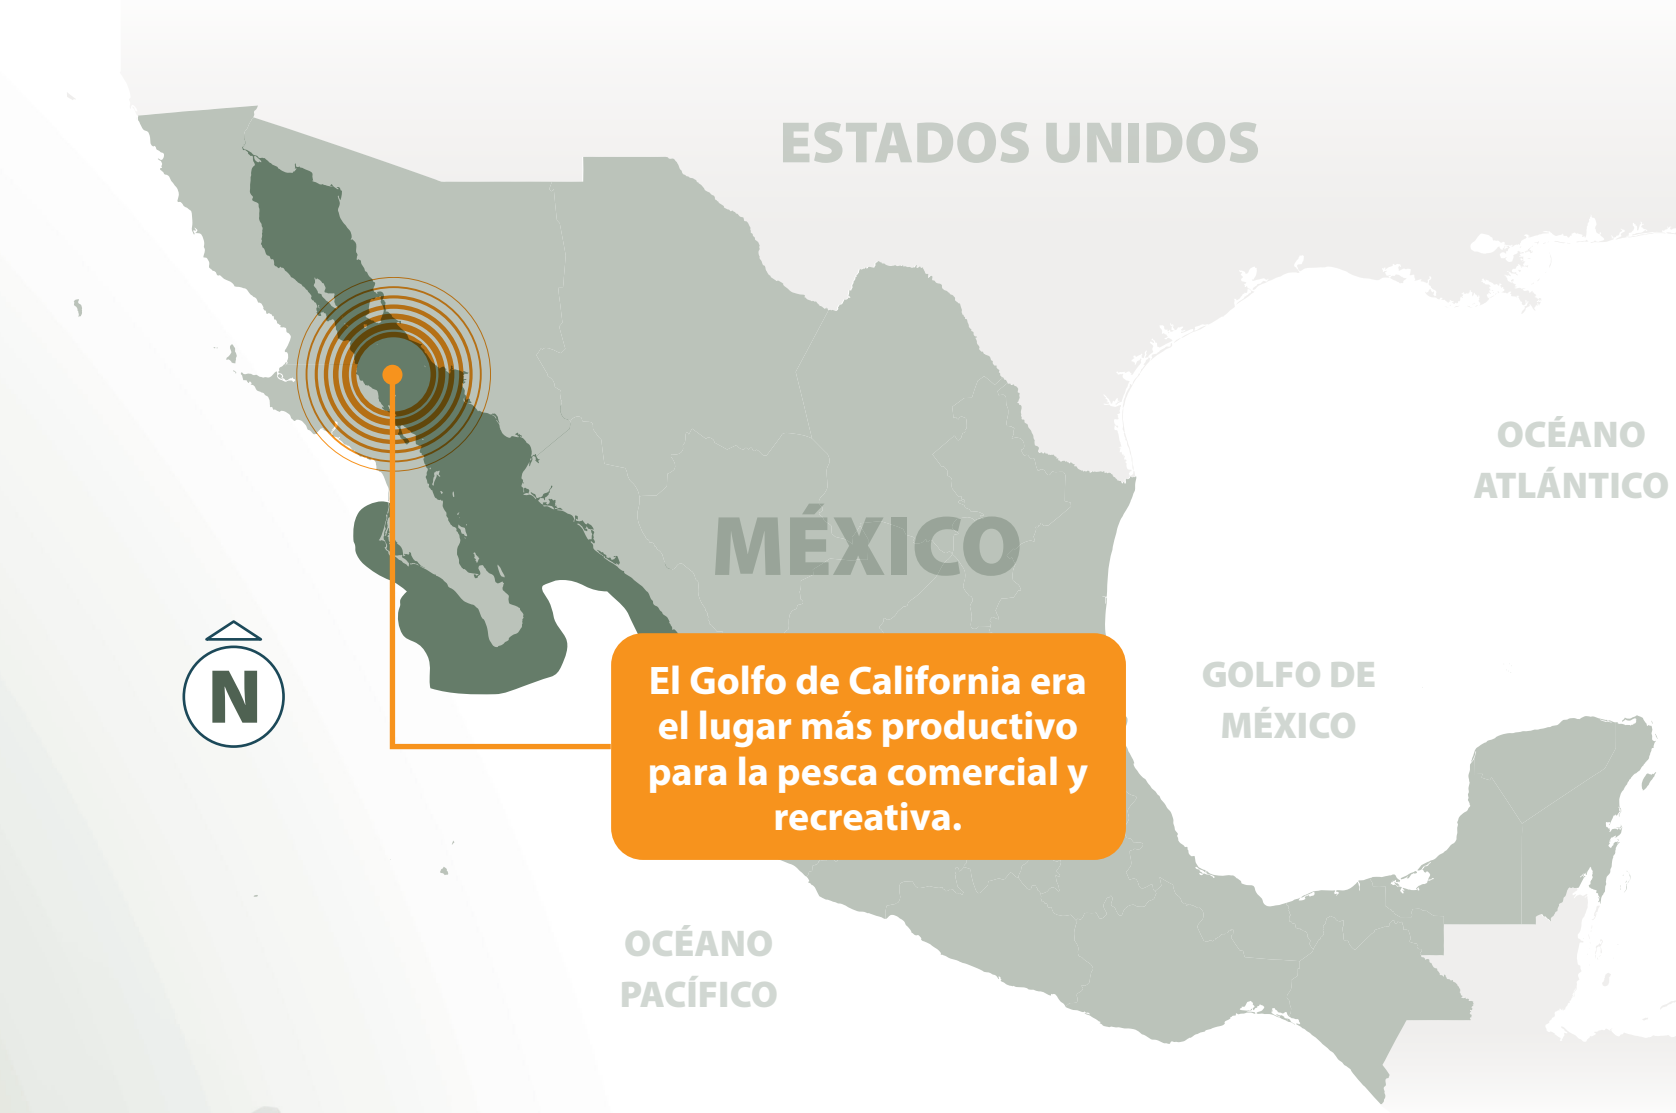 ESTADOS UNIDOS
OCÉANO
ATLÁNTICO
MÉXICO
N
El Golfo de California era
el lugar más productivo
para la pesca comercial y
recreativa.
GOLFO DE
MÉXICO
OCÉANO
PACÍFICO